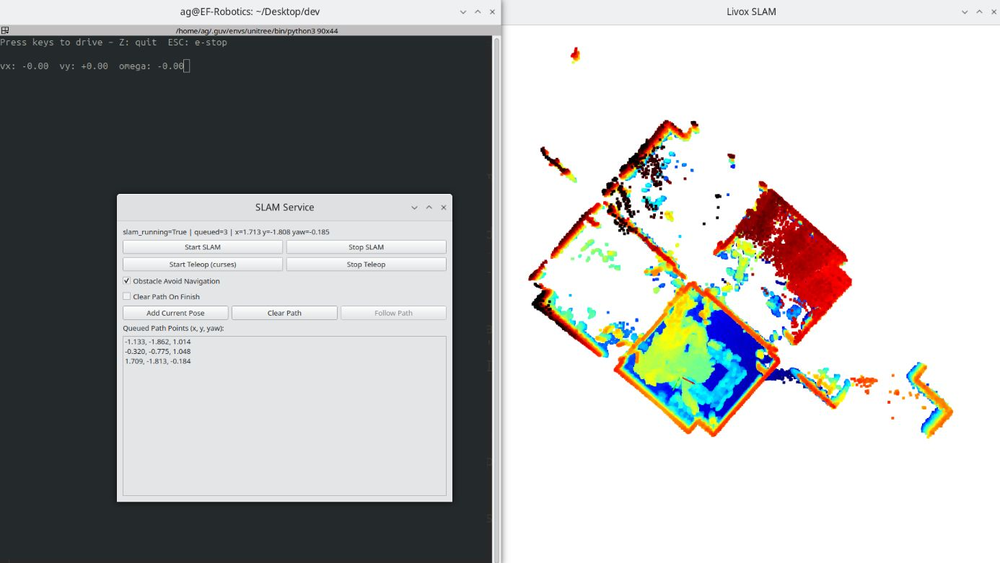 ag@EF-Robotics: ~/Desktop/dev
/home/ag/.guv/envs/unitree/bin/python3 90x44
Press keys to drive – Z: quit  ESC: e-stop
vx: -0.00  vy: +0.00  omega: -0.00
SLAM Service
slam_running=True | queued=3 | x=1.713 y=-1.808 yaw=-0.185
Start SLAM
Stop SLAM
Start Teleop (curses)
Stop Teleop
Obstacle Avoid Navigation
Clear Path On Finish
Add Current Pose
Clear Path
Follow Path
Queued Path Points (x, y, yaw):
-1.133, -1.862, 1.014
-0.320, -0.775, 1.048
1.709, -1.813, -0.184
Livox SLAM